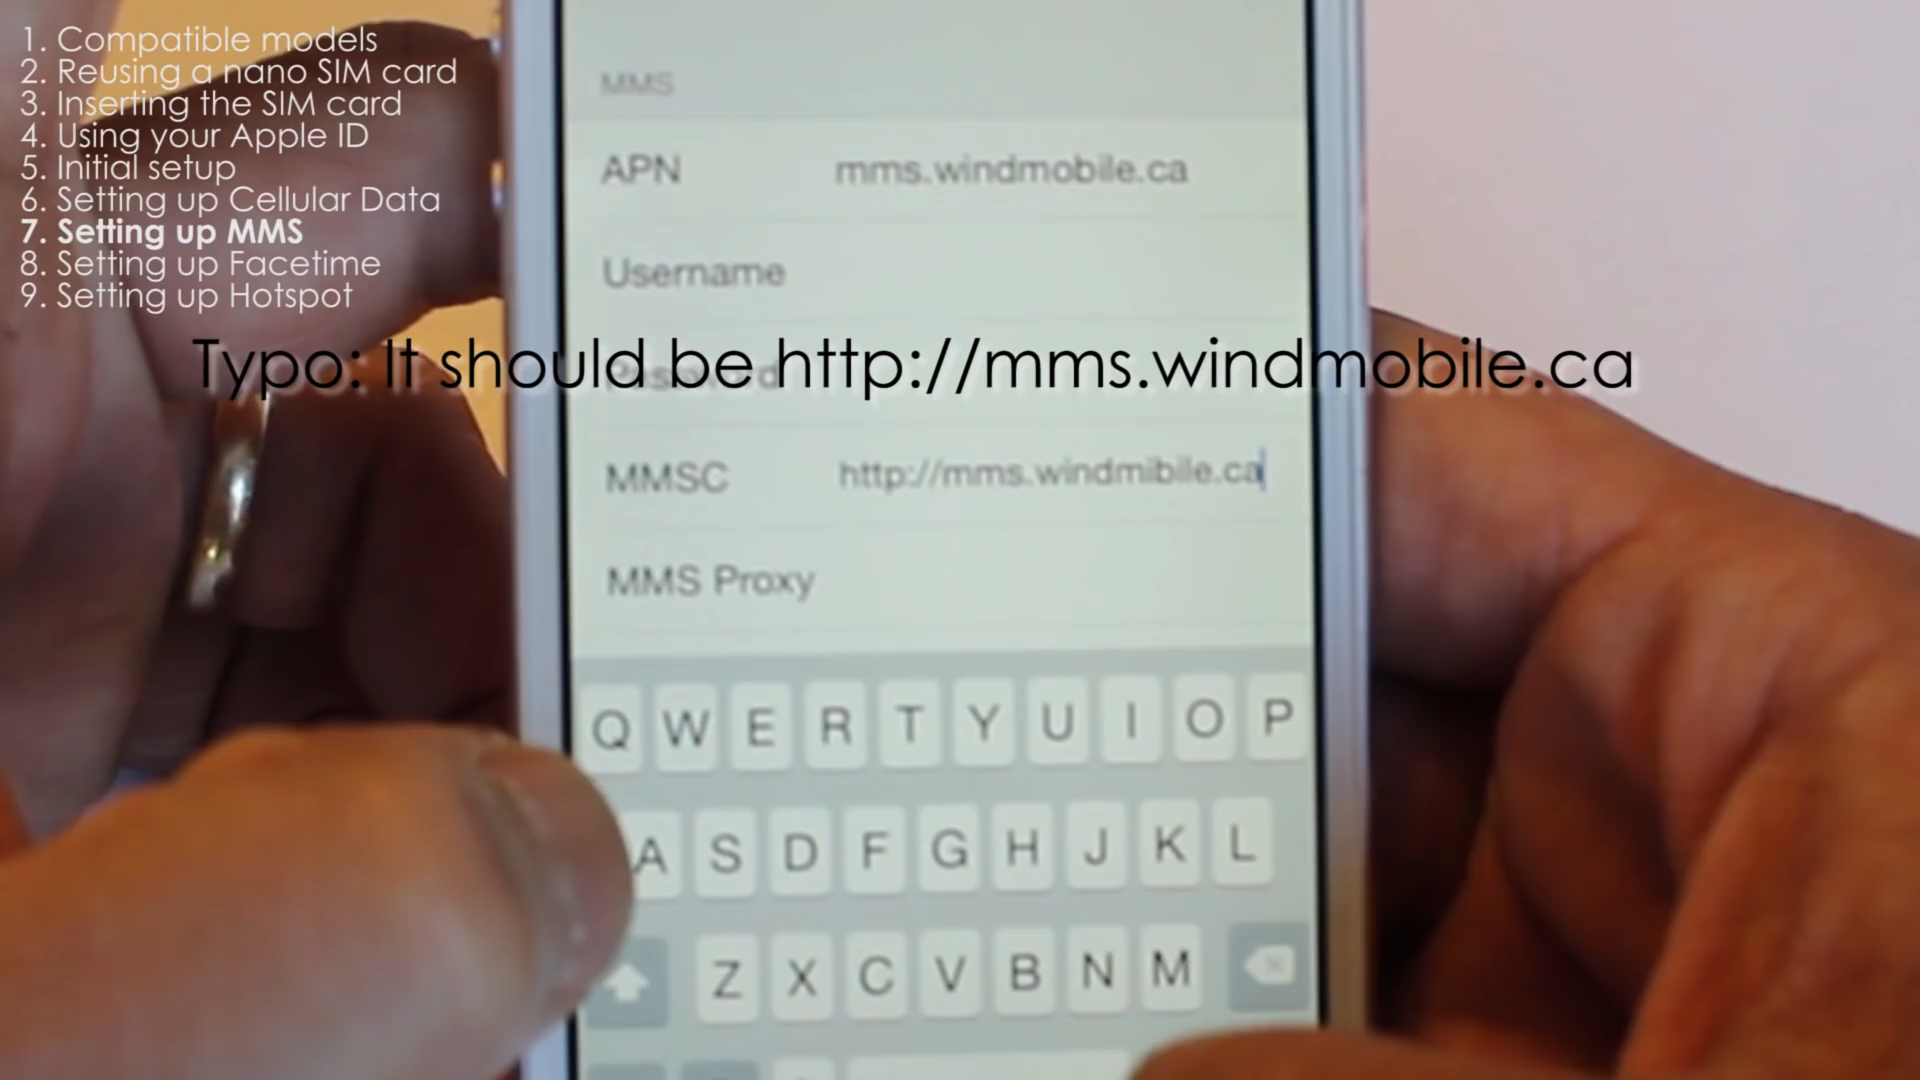 1. Compatible models
2. Reusing a nano SIM card
3. Inserting the SIM card
4. Using your Apple ID
5. Initial setup
6. Setting up Cellular Data
7. Setting up MMS
8. Setting up Facetime
9. Setting up Hotspot
MMS
APN mms.windmobile.ca
Username
Typo: It should be http://mms.windmobile.ca
Password
MMSC http://mms.windmibile.ca
MMS Proxy
Q W E R T Y U I O P
A S D F G H J K L
Z X C V B N M